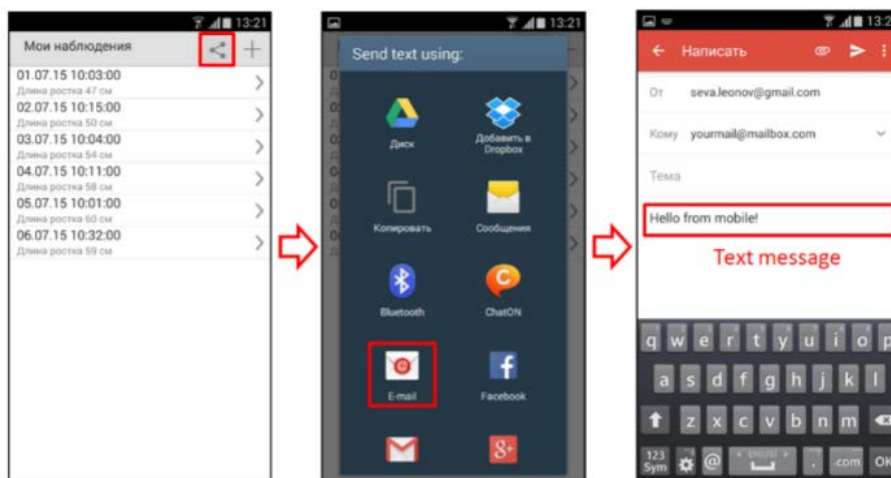 13:21
Мои наблюдения
01.07.15 10:03:00
Длина ростка 47 см
02.07.15 10:15:00
Длина ростка 50 см
03.07.15 10:04:00
Длина ростка 54 см
04.07.15 10:11:00
Длина ростка 58 см
05.07.15 10:01:00
Длина ростка 60 см
06.07.15 10:32:00
Длина ростка 59 см
13:21
Send text using:
Диск
Добавить в
Dropbox
Копировать
Сообщения
Bluetooth
ChatON
E-mail
Facebook
13:2
Написать
От seva.leonov@gmail.com
Кому yourmail@mailbox.com
Тема
Hello from mobile!
Text message
q w e r t y u i o p
a s d f g h j k l
z x c v b n m
123
Sym @ EN(US) . .com OK